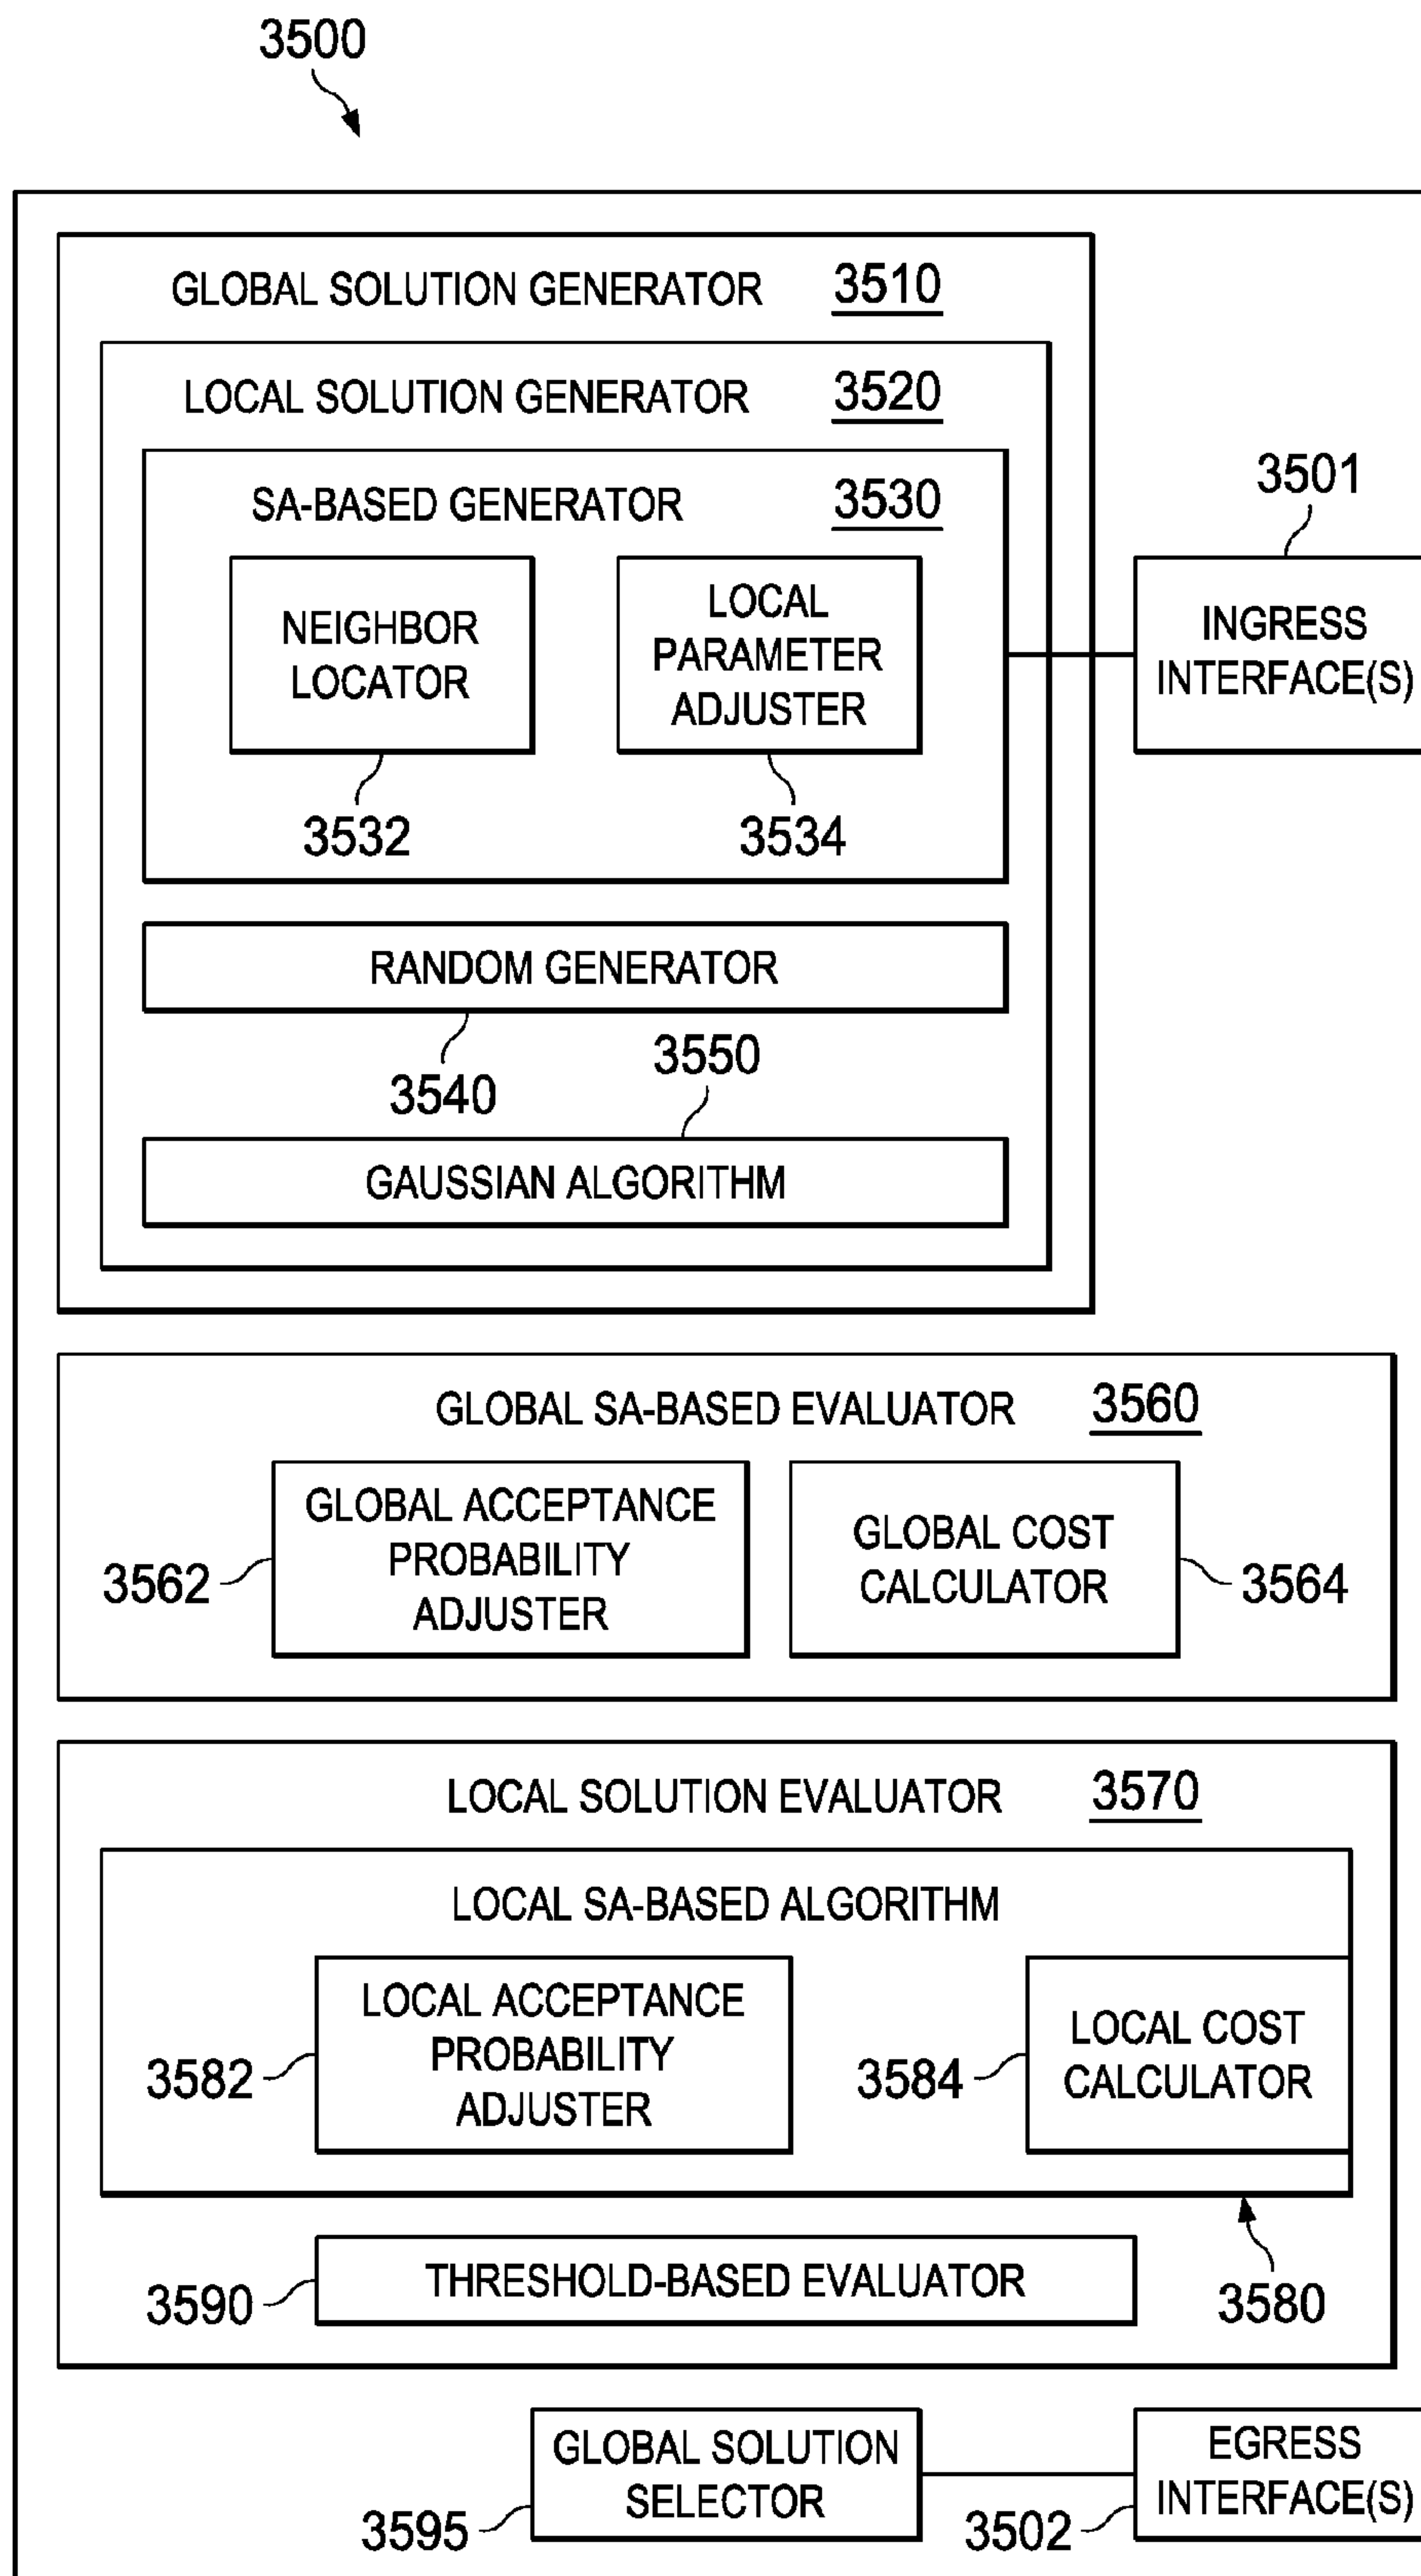 3500
GLOBAL SOLUTION GENERATOR 3510
LOCAL SOLUTION GENERATOR 3520
SA-BASED GENERATOR 3530
NEIGHBOR
LOCATOR
3532
LOCAL
PARAMETER
ADJUSTER
3534
3501
INGRESS
INTERFACE(S)
RANDOM GENERATOR
3540
3550
GAUSSIAN ALGORITHM
GLOBAL SA-BASED EVALUATOR 3560
3562
GLOBAL ACCEPTANCE
PROBABILITY
ADJUSTER
GLOBAL COST
CALCULATOR
3564
LOCAL SOLUTION EVALUATOR 3570
LOCAL SA-BASED ALGORITHM
3582
LOCAL ACCEPTANCE
PROBABILITY
ADJUSTER
3584
LOCAL COST
CALCULATOR
3580
3590
THRESHOLD-BASED EVALUATOR
GLOBAL SOLUTION
SELECTOR
3595
EGRESS
INTERFACE(S)
3502